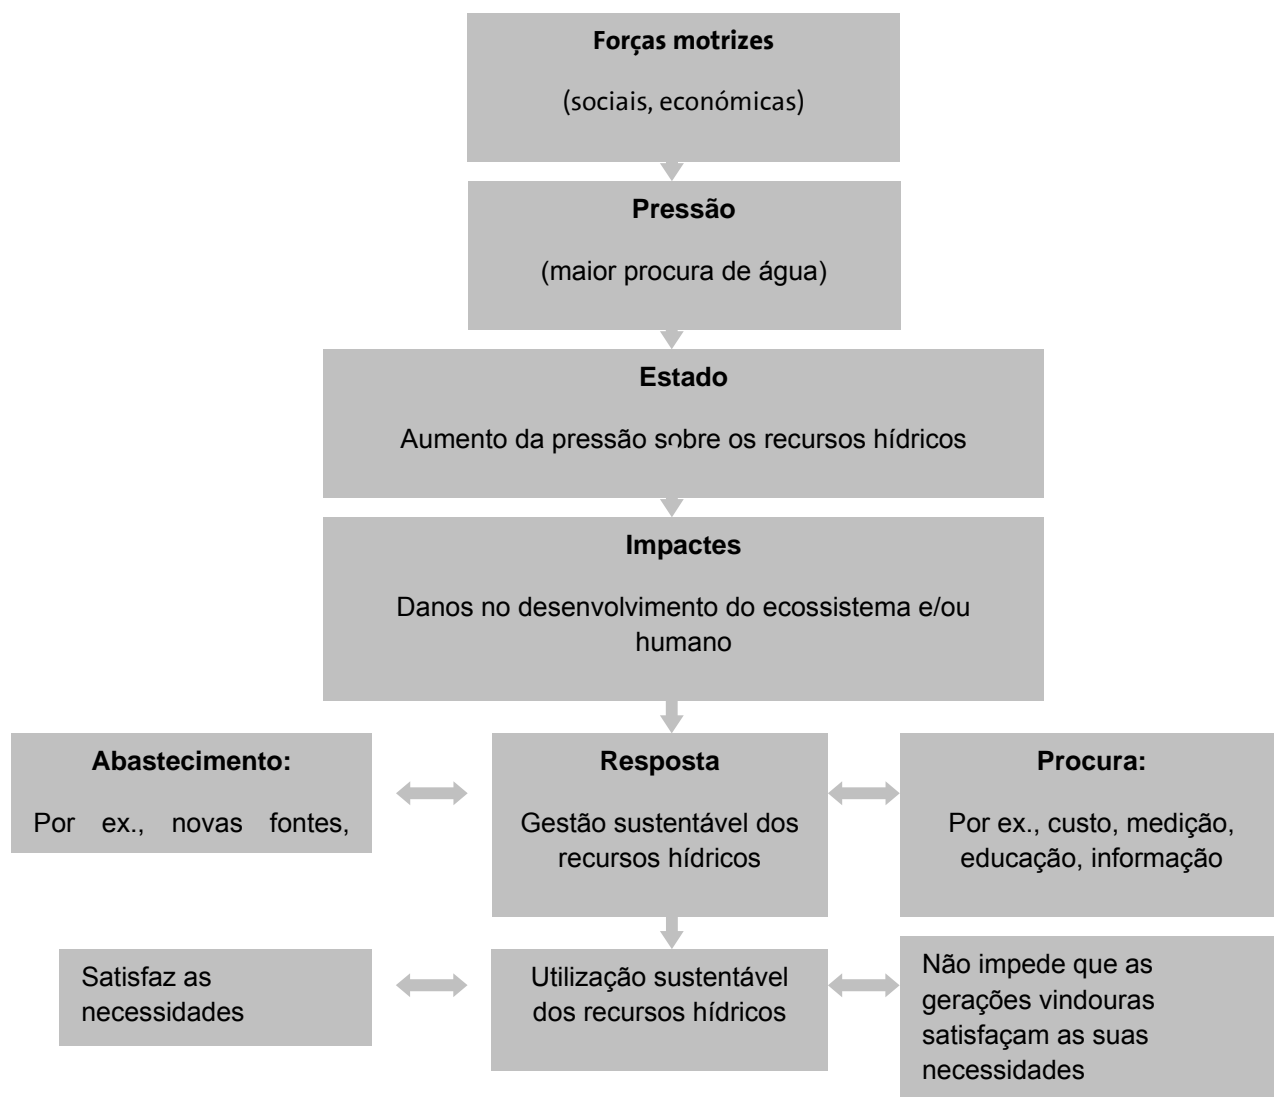 Forças motrizes
(sociais, económicas)
Pressão
(maior procura de água)
Estado
Aumento da pressão sobre os recursos hídricos
Impactes
Danos no desenvolvimento do ecossistema e/ou
humano
Abastecimento:
Por ex., novas fontes,
Resposta
Gestão sustentável dos
recursos hídricos
Procura:
Por ex., custo, medição,
educação, informação
Satisfaz as
necessidades
Utilização sustentável
dos recursos hídricos
Não impede que as
gerações vindouras
satisfaçam as suas
necessidades